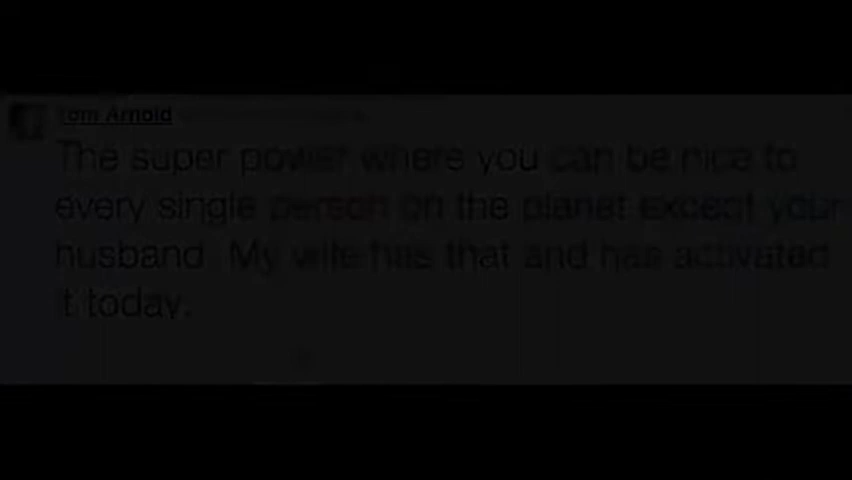 Tom Arnold
The super power where you can be nice to
every single person on the planet except your
husband. My wife has that and has activated
it today.